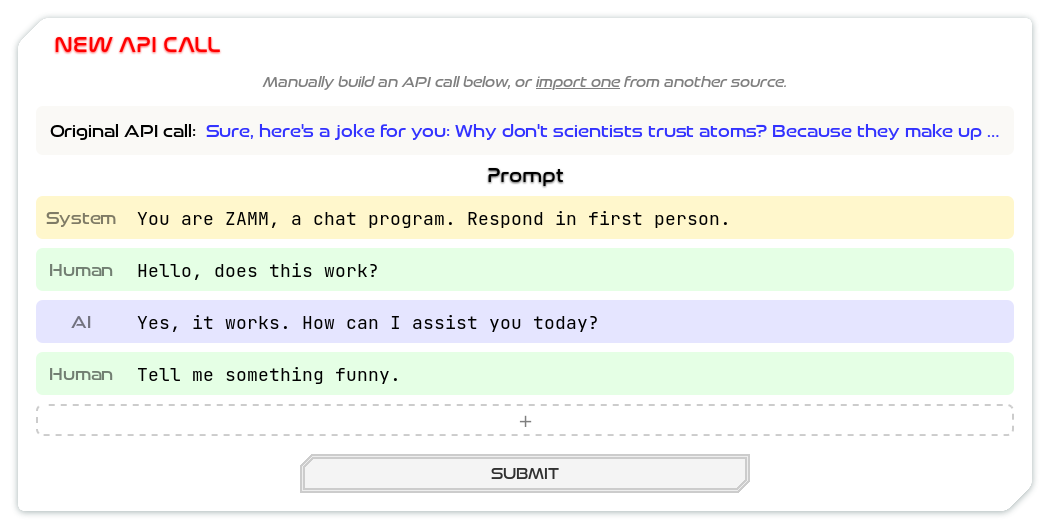 NEW API CALL
Manually build an API call below, or import one from another source.
Original API call: Sure, here's a joke for you: Why don't scientists trust atoms? Because they make up ...
Prompt
System You are ZAMM, a chat program. Respond in first person.
Human Hello, does this work?
AI Yes, it works. How can I assist you today?
Human Tell me something funny.
+
SUBMIT